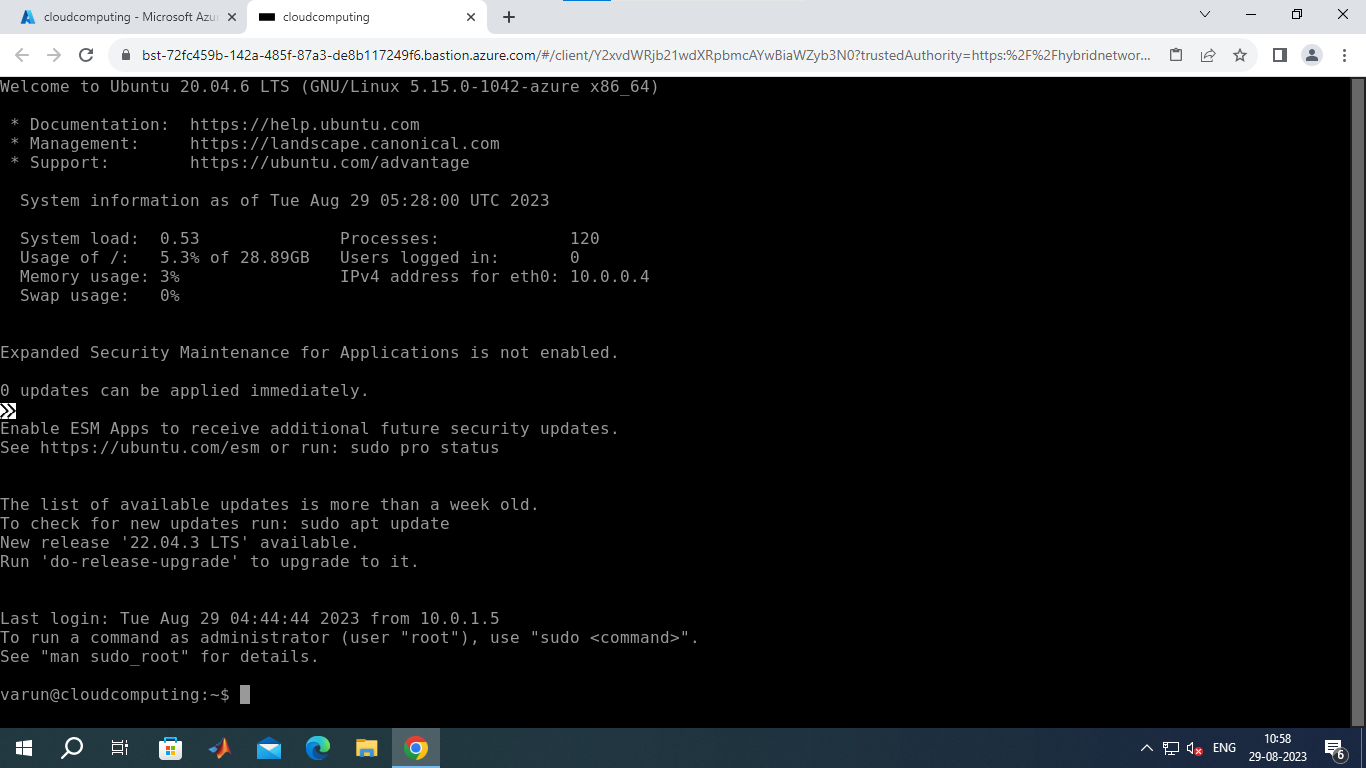 cloudcomputing - Microsoft Azu
cloudcomputing
bst-72fc459b-142a-485f-87a3-de8b117249f6.bastion.azure.com/#/client/Y2xvdWRjb21wdXRpbmcAYwBiaWZyb3N0?trustedAuthority=https:%2F%2Fhybridnetwor...
Welcome to Ubuntu 20.04.6 LTS (GNU/Linux 5.15.0-1042-azure x86_64)
* Documentation:  https://help.ubuntu.com
* Management:     https://landscape.canonical.com
* Support:        https://ubuntu.com/advantage
System information as of Tue Aug 29 05:28:00 UTC 2023
System load:  0.53              Processes:             120
Usage of /:   5.3% of 28.89GB   Users logged in:       0
Memory usage: 3%                IPv4 address for eth0: 10.0.0.4
Swap usage:   0%
Expanded Security Maintenance for Applications is not enabled.
0 updates can be applied immediately.
Enable ESM Apps to receive additional future security updates.
See https://ubuntu.com/esm or run: sudo pro status
The list of available updates is more than a week old.
To check for new updates run: sudo apt update
New release '22.04.3 LTS' available.
Run 'do-release-upgrade' to upgrade to it.
Last login: Tue Aug 29 04:44:44 2023 from 10.0.1.5
To run a command as administrator (user "root"), use "sudo <command>".
See "man sudo_root" for details.
varun@cloudcomputing:~$
ENG
10:58
29-08-2023
6